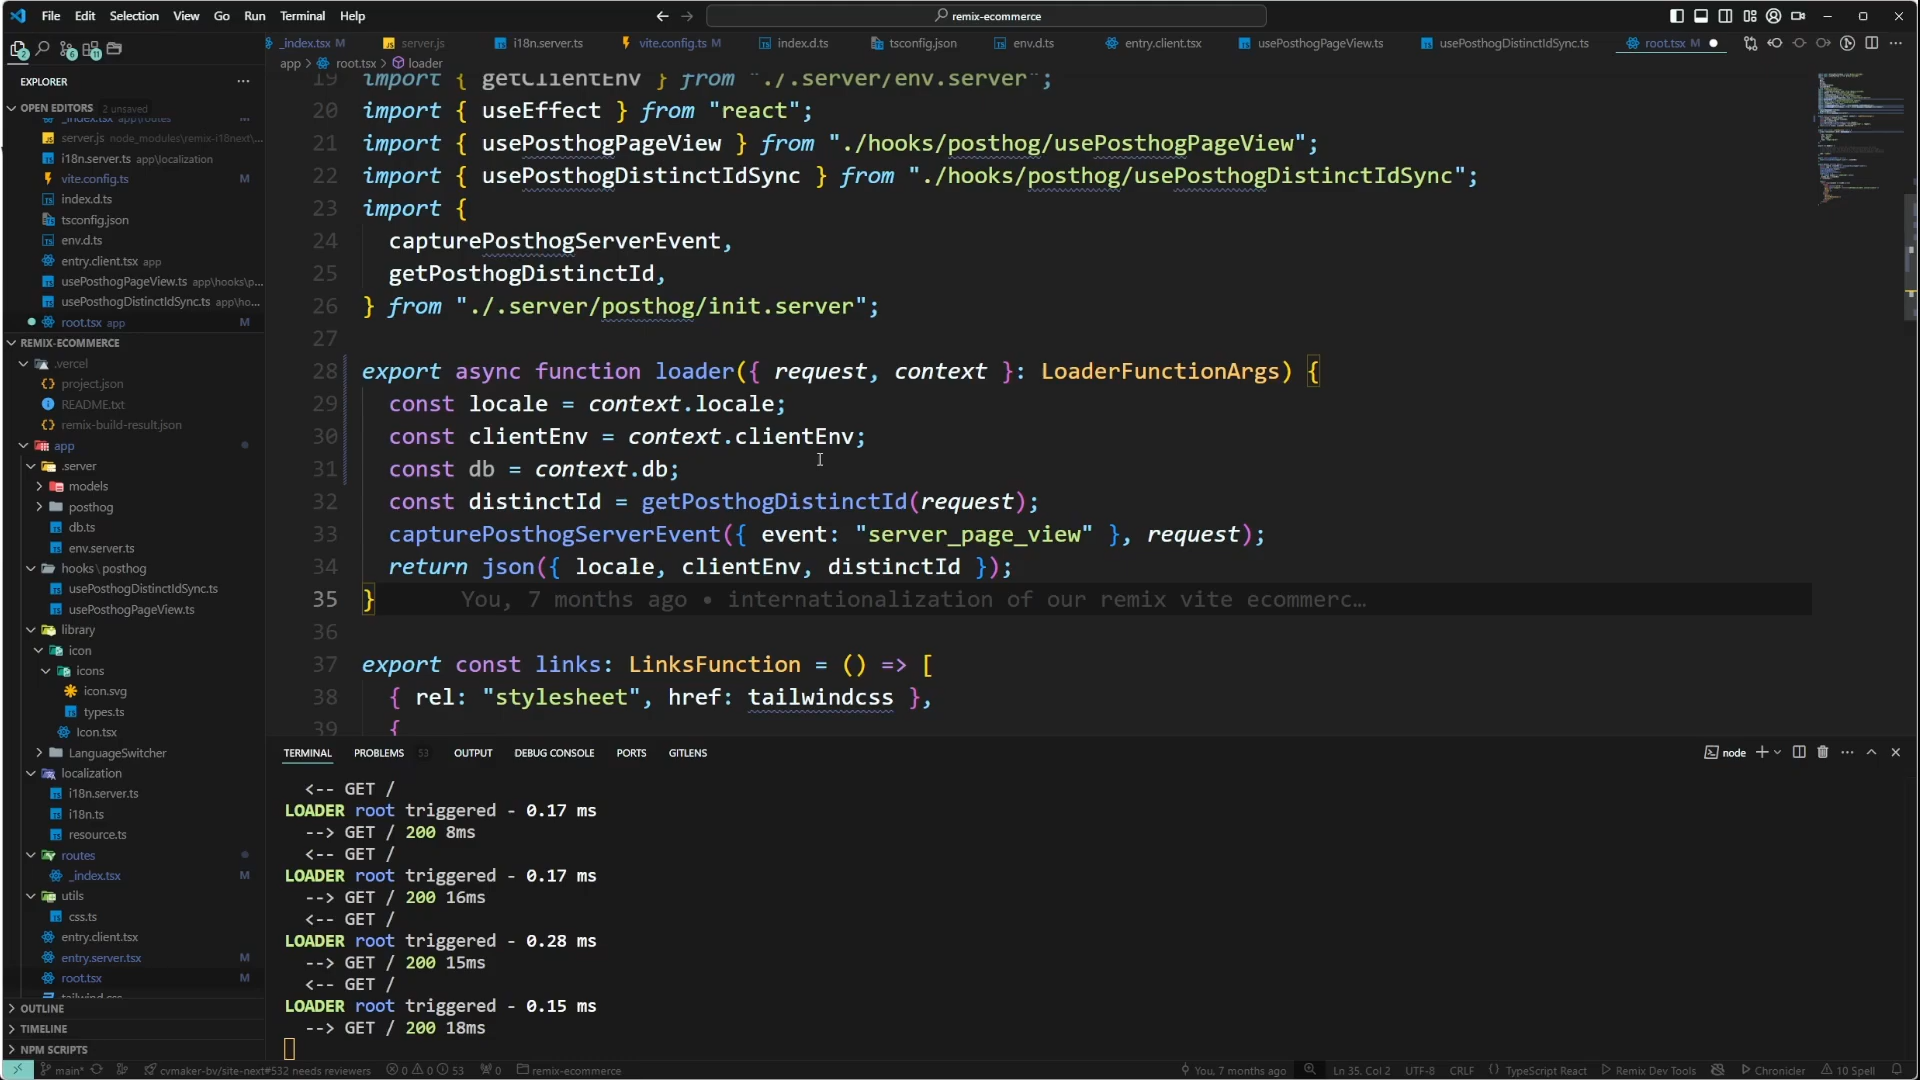 File Edit Selection View Go Run Terminal Help
remix-ecommerce
EXPLORER
OPEN EDITORS 2 unsaved
_index.tsx app\routes
server.js node_modules\remix-i18next\...
i18n.server.ts app\localization
vite.config.ts M
index.d.ts
tsconfig.json
env.d.ts
entry.client.tsx app
usePosthogPageView.ts app\hooks\p...
usePosthogDistinctIdSync.ts app\ho...
root.tsx app M
REMIX-ECOMMERCE
.vercel
project.json
README.txt
remix-build-result.json
app
.server
models
posthog
db.ts
env.server.ts
hooks \ posthog
usePosthogDistinctIdSync.ts
usePosthogPageView.ts
library
icon
icons
icon.svg
types.ts
Icon.tsx
LanguageSwitcher
localization
i18n.server.ts
i18n.ts
resource.ts
routes
_index.tsx M
utils
css.ts
entry.client.tsx
entry.server.tsx M
root.tsx M
tailwind.css
OUTLINE
TIMELINE
NPM SCRIPTS
_index.tsx M server.js i18n.server.ts vite.config.ts M index.d.ts tsconfig.json env.d.ts entry.client.tsx usePosthogPageView.ts usePosthogDistinctIdSync.ts root.tsx M
app > root.tsx > loader
19 import { getClientEnv } from "./.server/env.server";
20 import { useEffect } from "react";
21 import { usePosthogPageView } from "./hooks/posthog/usePosthogPageView";
22 import { usePosthogDistinctIdSync } from "./hooks/posthog/usePosthogDistinctIdSync";
23 import {
24 capturePosthogServerEvent,
25 getPosthogDistinctId,
26 } from "./.server/posthog/init.server";
27
28 export async function loader({ request, context }: LoaderFunctionArgs) {
29 const locale = context.locale;
30 const clientEnv = context.clientEnv;
31 const db = context.db;
32 const distinctId = getPosthogDistinctId(request);
33 capturePosthogServerEvent({ event: "server_page_view" }, request);
34 return json({ locale, clientEnv, distinctId });
35 } You, 7 months ago • internationalization of our remix vite ecommerc…
36
37 export const links: LinksFunction = () => [
38 { rel: "stylesheet", href: tailwindcss },
39 {
TERMINAL PROBLEMS 53 OUTPUT DEBUG CONSOLE PORTS GITLENS
node
<-- GET /
LOADER root triggered - 0.17 ms
--> GET / 200 8ms
<-- GET /
LOADER root triggered - 0.17 ms
--> GET / 200 16ms
<-- GET /
LOADER root triggered - 0.28 ms
--> GET / 200 15ms
<-- GET /
LOADER root triggered - 0.15 ms
--> GET / 200 18ms
main* cvmaker-bv/site-next#532 needs reviewers 0 0 53 0 remix-ecommerce You, 7 months ago Ln 35, Col 2 UTF-8 CRLF {} TypeScript React Remix Dev Tools Chronicler 10 Spell